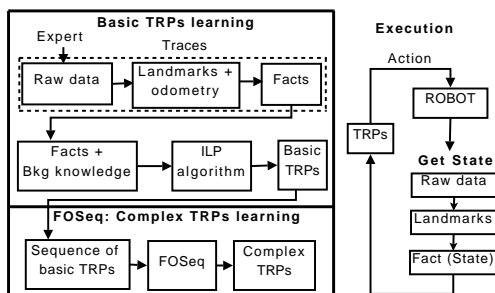 Basic TRPs learning
Expert
Traces
Raw data
Landmarks +
odometry
Facts
Facts +
Bkg knowledge
ILP
algorithm
Basic
TRPs
FOSeq: Complex TRPs learning
Sequence of
basic TRPs
FOSeq
Complex
TRPs
Execution
Action
ROBOT
TRPs
Get State
Raw data
Landmarks
Fact (State)